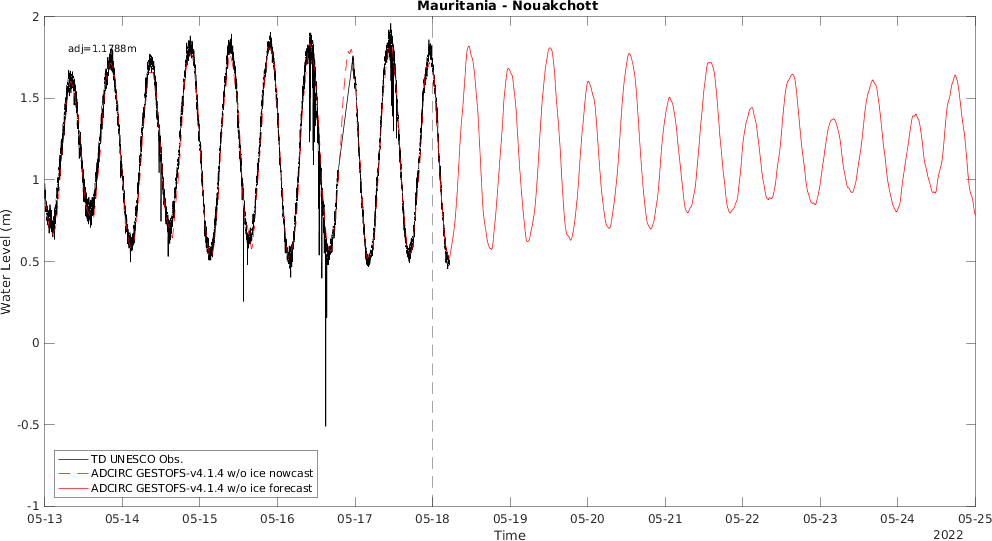 Mauritania - Nouakchott
adj=1.1788m
2
1.5
1
0.5
0
-0.5
-1
Water Level (m)
TD UNESCO Obs.
ADCIRC GESTOFS-v4.1.4 w/o ice nowcast
ADCIRC GESTOFS-v4.1.4 w/o ice forecast
05-13 05-14 05-15 05-16 05-17 05-18 05-19 05-20 05-21 05-22 05-23 05-24 05-25
Time
2022